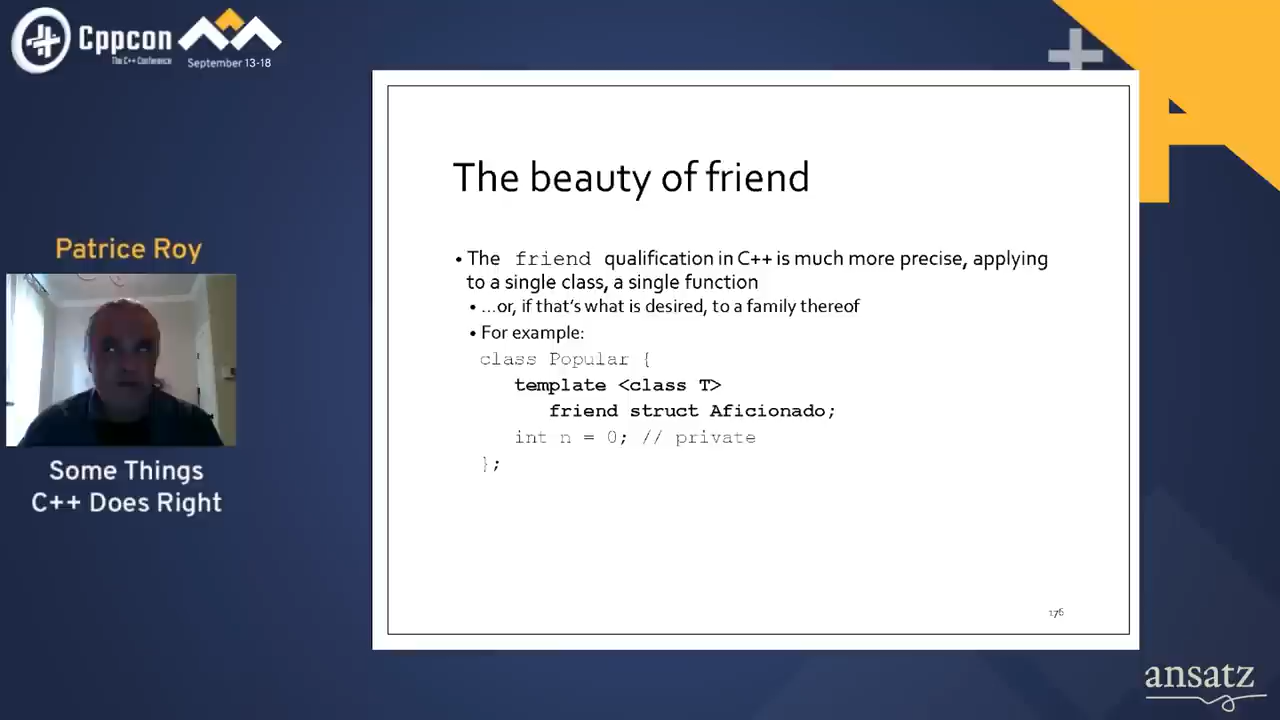 Cppcon
The C++ Conference
September 13-18
Patrice Roy
Some Things
C++ Does Right
The beauty of friend
• The friend qualification in C++ is much more precise, applying
to a single class, a single function
• …or, if that's what is desired, to a family thereof
• For example:
class Popular {
template <class T>
friend struct Aficionado;
int n = 0; // private
};
176
ansatz